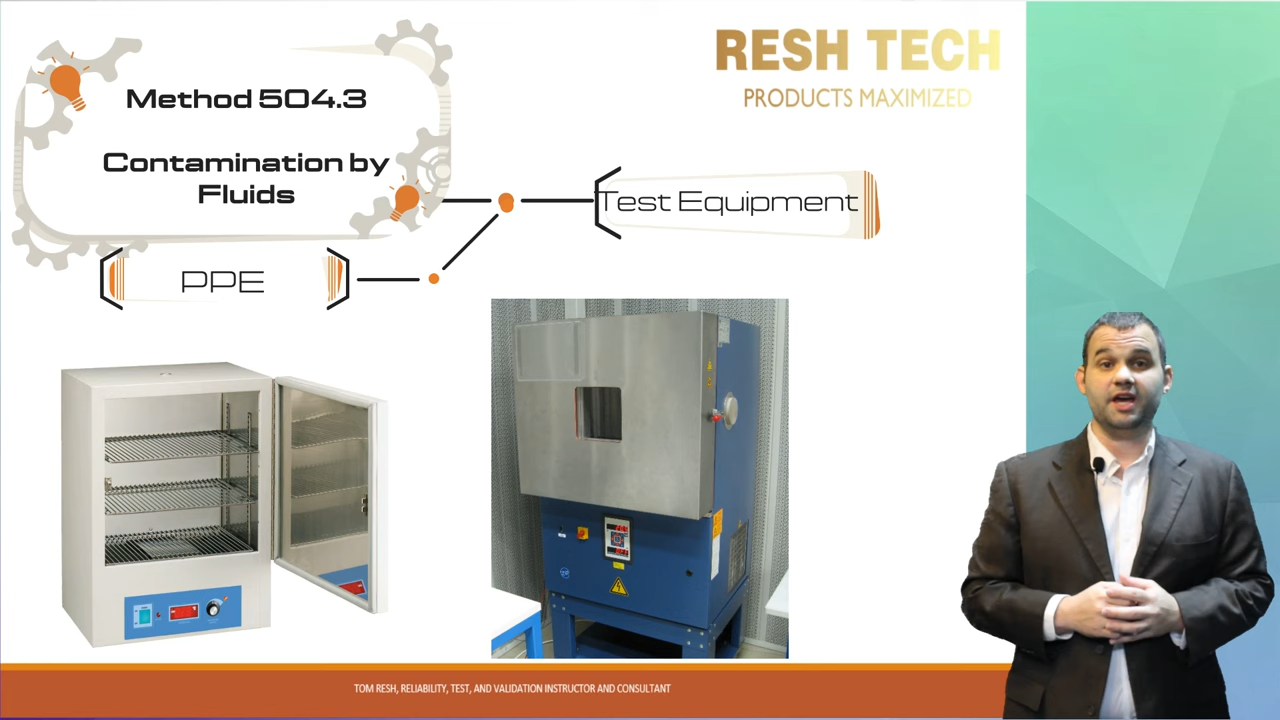 RESH TECH
PRODUCTS MAXIMIZED
Method 504.3
Contamination by
Fluids
Test Equipment
PPE
TOM RESH, RELIABILITY, TEST, AND VALIDATION INSTRUCTOR AND CONSULTANT